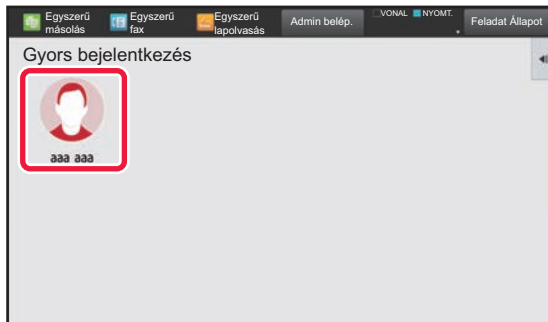 Egyszerű
másolás
Egyszerű
fax
Egyszerű
lapolvasás
Admin belép.
VONAL
NYOMT.
Feladat Állapot
Gyors bejelentkezés
aaa aaa